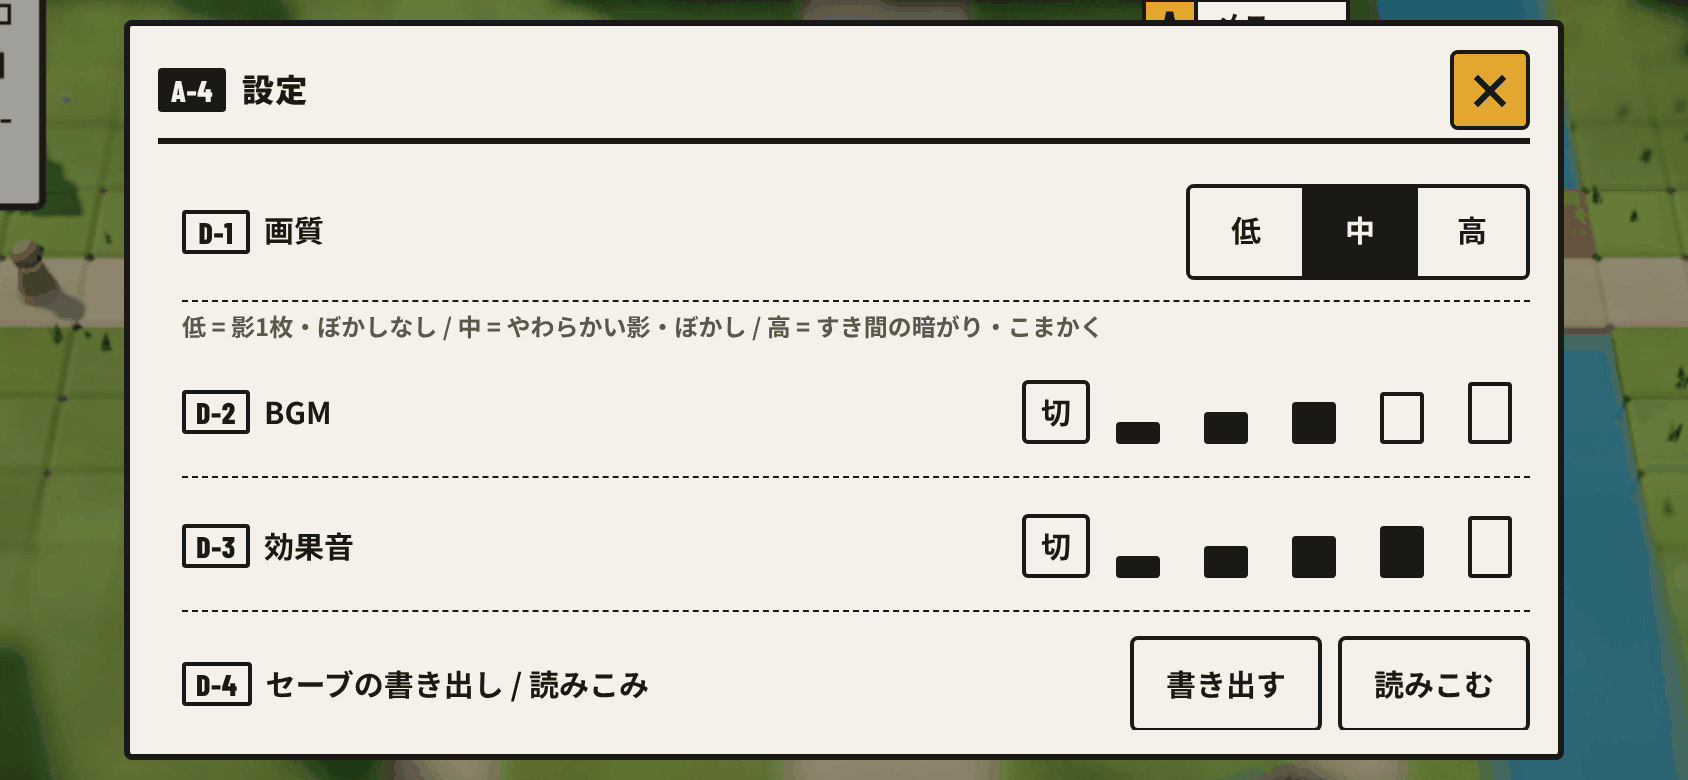 A-4 設定
D-1 画質 低 中 高
低 = 影1枚・ぼかしなし / 中 = やわらかい影・ぼかし / 高 = すき間の暗がり・こまかく
D-2 BGM 切
D-3 効果音 切
D-4 セーブの書き出し / 読みこみ 書き出す 読みこむ